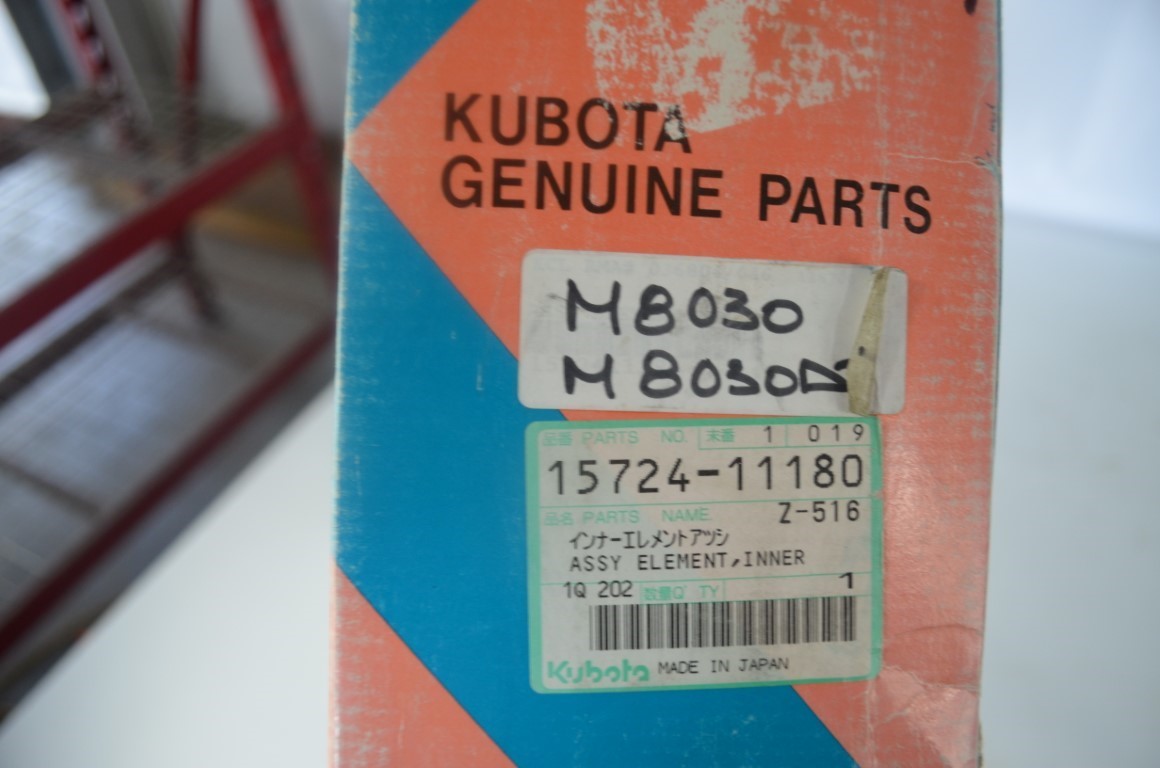 KUBOTA
GENUINE PARTS
M8030
M8030D
品番 PARTS NO. 末番 1 019
15724-11180
品名 PARTS NAME Z-516
インナーエレメントアツシ
ASSY ELEMENT,INNER
1Q 202 数量Q'TY 1
Kubota MADE IN JAPAN